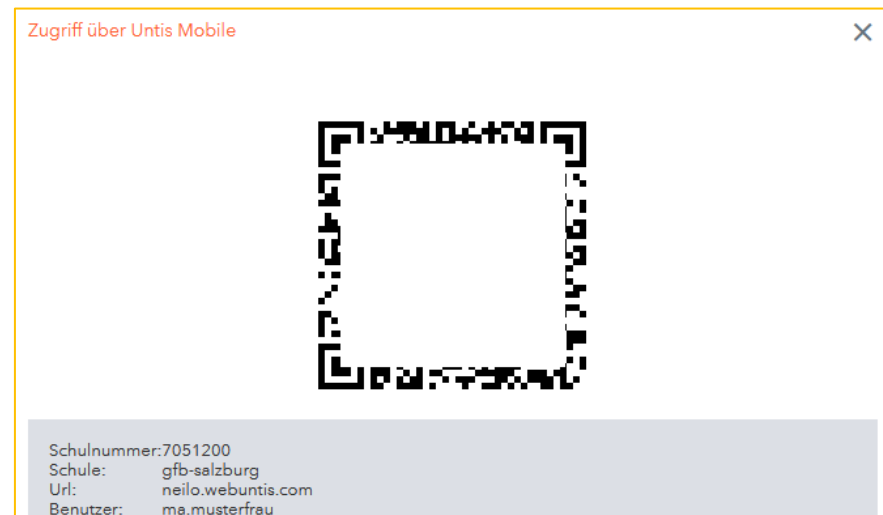 Zugriff über Untis Mobile
Schulnummer:7051200
Schule: gfb-salzburg
Url: neilo.webuntis.com
Benutzer: ma.musterfrau